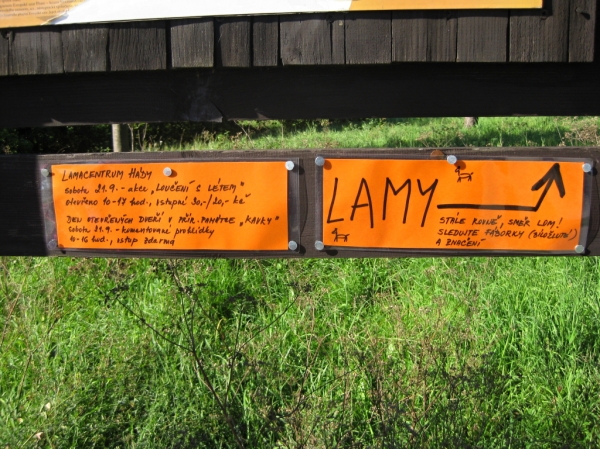 LAMACENTRUM HÁDY
sobota 21.9. - akce „LOUČENÍ S LÉTEM"
otevřeno 10-17 hod., vstupné 30,-/20,- kč
DEN OTEVŘENÝCH DVEŘÍ V PŘÍR. PAMÁTCE „KAVKY"
sobota 21.9. - komentované prohlídky
10-16 hod., vstup zdarma
LAMY
STÁLE ROVNĚ, SMĚR LOM!
SLEDUJTE FÁBORKY (BÍLOŽLUTÉ)
A ZNAČENÍ